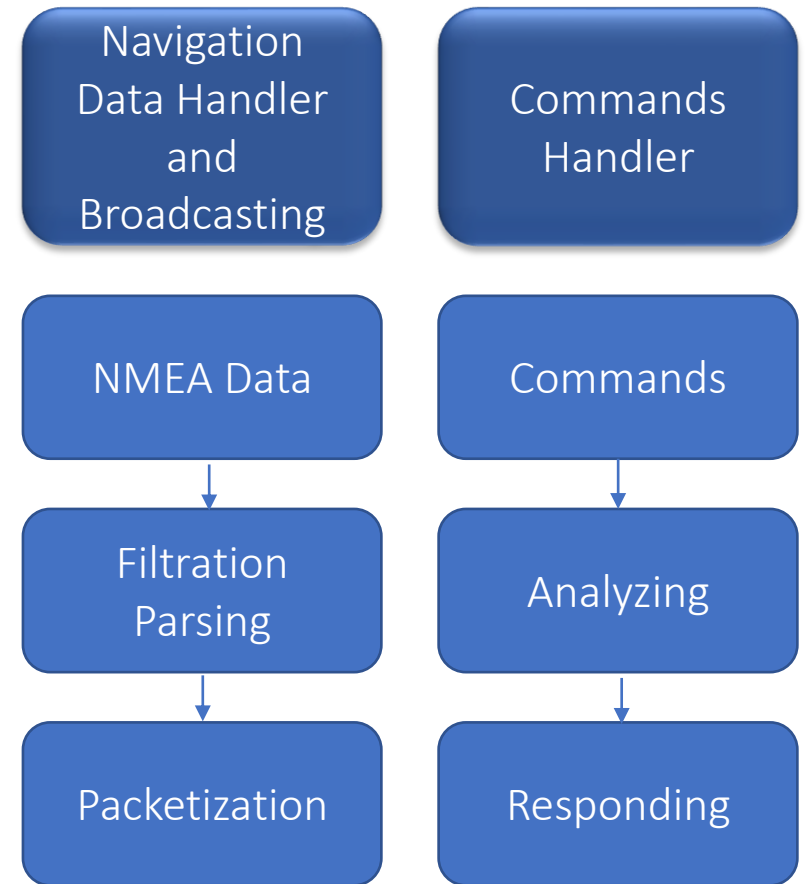 Navigation
Data Handler
and
Broadcasting
Commands
Handler
NMEA Data
Commands
Filtration
Parsing
Analyzing
Packetization
Responding